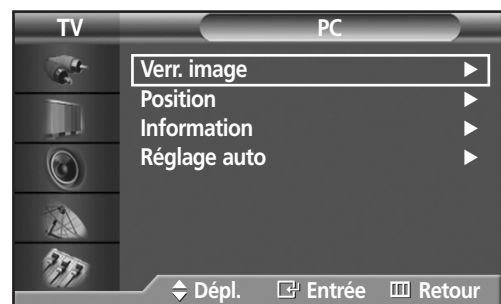 TV PC
Verr. image
Position
Information
Réglage auto
Dépl. Entrée Retour